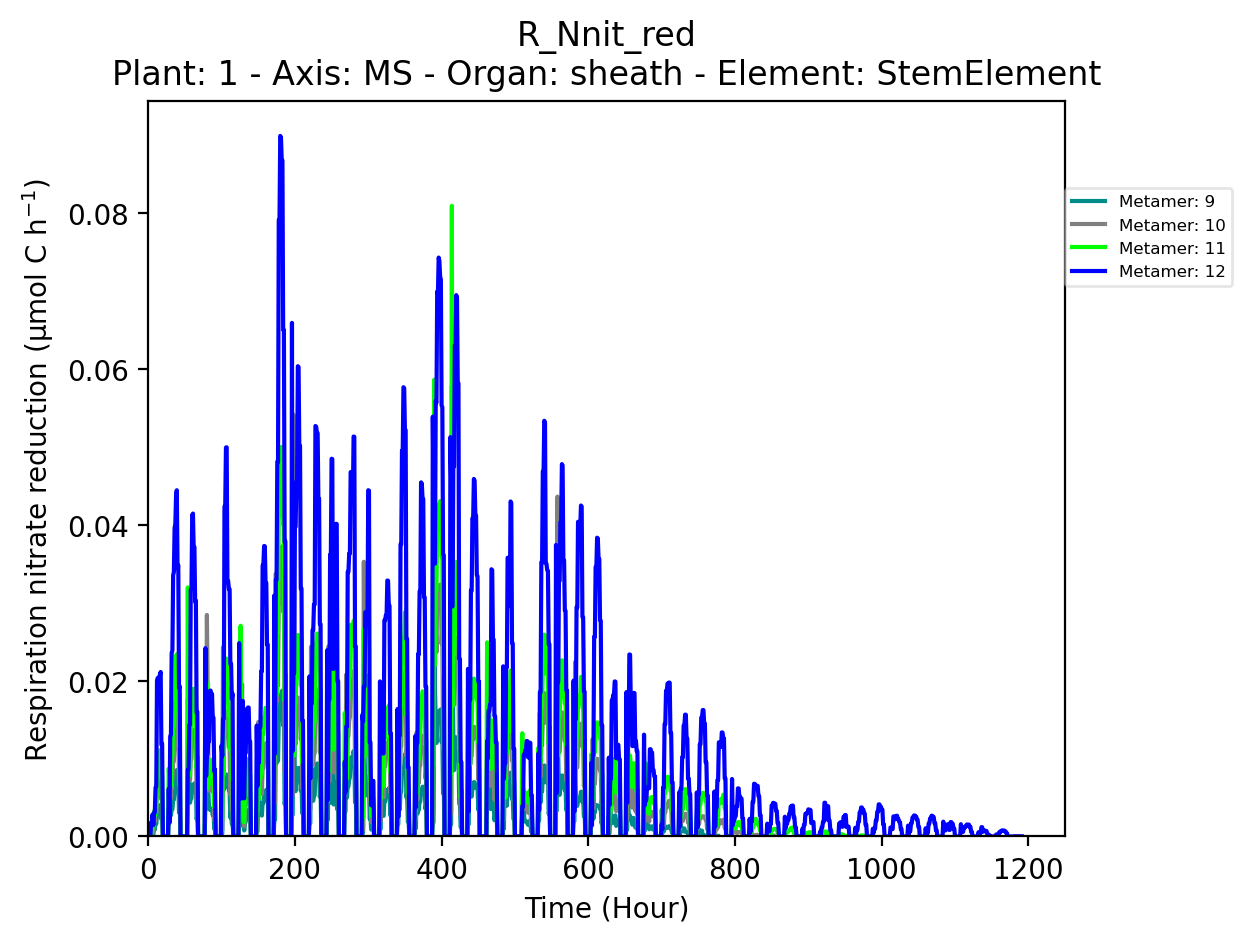 R_Nnit_red
Plant: 1 - Axis: MS - Organ: sheath - Element: StemElement
Respiration nitrate reduction (µmol C h⁻¹)
0.08
0.06
0.04
0.02
0.00
0 200 400 600 800 1000 1200
Time (Hour)
Metamer: 9
Metamer: 10
Metamer: 11
Metamer: 12